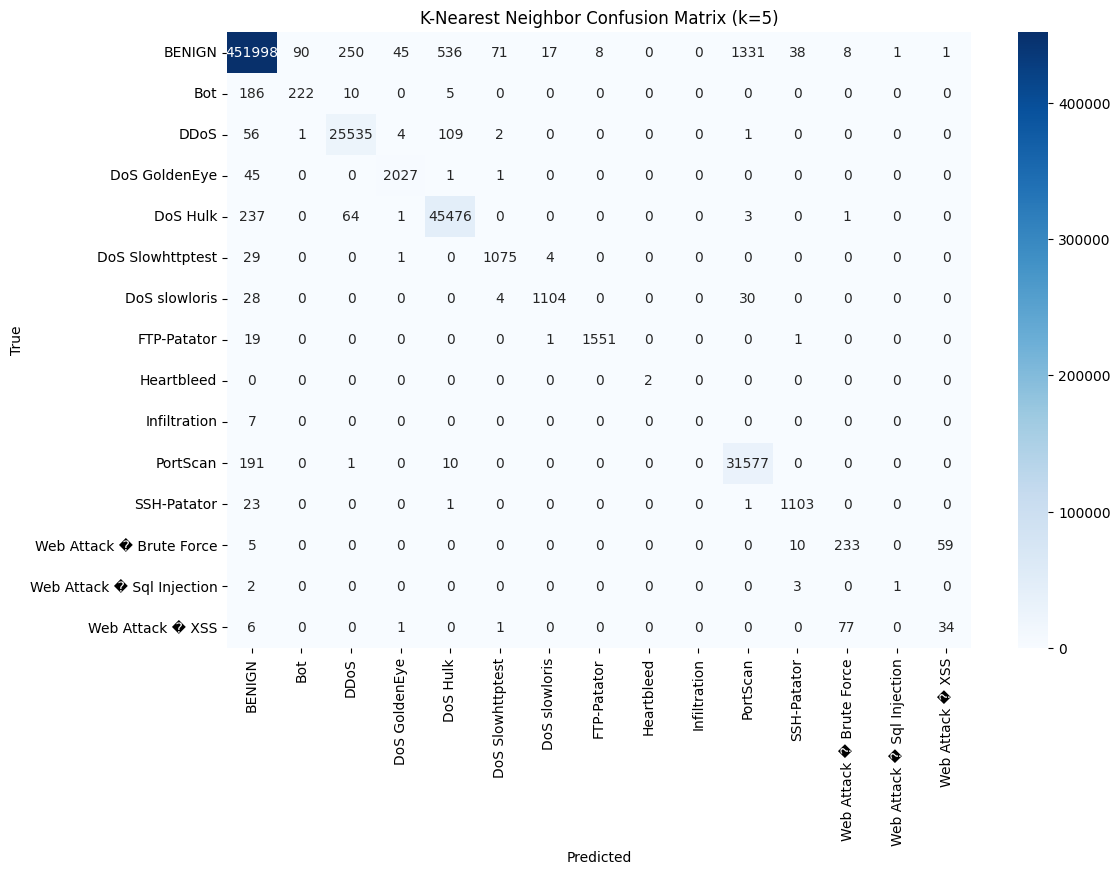 K-Nearest Neighbor Confusion Matrix (k=5)
BENIGN 451998 90 250 45 536 71 17 8 0 0 1331 38 8 1 1
Bot 186 222 10 0 5 0 0 0 0 0 0 0 0 0 0
DDoS 56 1 25535 4 109 2 0 0 0 0 1 0 0 0 0
DoS GoldenEye 45 0 0 2027 1 1 0 0 0 0 0 0 0 0 0
DoS Hulk 237 0 64 1 45476 0 0 0 0 0 3 0 1 0 0
DoS Slowhttptest 29 0 0 1 0 1075 4 0 0 0 0 0 0 0 0
DoS slowloris 28 0 0 0 0 4 1104 0 0 0 30 0 0 0 0
FTP-Patator 19 0 0 0 0 0 1 1551 0 0 0 1 0 0 0
Heartbleed 0 0 0 0 0 0 0 0 2 0 0 0 0 0 0
Infiltration 7 0 0 0 0 0 0 0 0 0 0 0 0 0 0
PortScan 191 0 1 0 10 0 0 0 0 0 31577 0 0 0 0
SSH-Patator 23 0 0 0 1 0 0 0 0 0 1 1103 0 0 0
Web Attack � Brute Force 5 0 0 0 0 0 0 0 0 0 0 10 233 0 59
Web Attack � Sql Injection 2 0 0 0 0 0 0 0 0 0 0 3 0 1 0
Web Attack � XSS 6 0 0 1 0 1 0 0 0 0 0 0 77 0 34
True
BENIGN
Bot
DDoS
DoS GoldenEye
DoS Hulk
DoS Slowhttptest
DoS slowloris
FTP-Patator
Heartbleed
Infiltration
PortScan
SSH-Patator
Web Attack � Brute Force
Web Attack � Sql Injection
Web Attack � XSS
Predicted
400000
300000
200000
100000
0